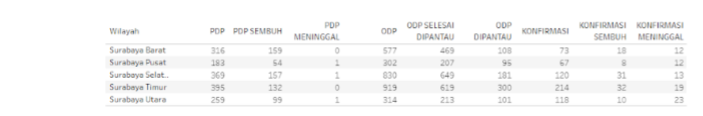 Wilayah PDP PDP SEMBUH PDP MENINGGAL ODP ODP SELESAI DIPANTAU ODP DIPANTAU KONFIRMASI KONFIRMASI SEMBUH KONFIRMASI MENINGGAL
Surabaya Barat 316 159 0 577 469 108 73 18 12
Surabaya Pusat 183 54 1 302 207 95 67 8 12
Surabaya Selat.. 369 157 1 830 649 181 120 31 13
Surabaya Timur 395 132 0 919 619 300 214 32 19
Surabaya Utara 259 99 1 314 213 101 118 10 23